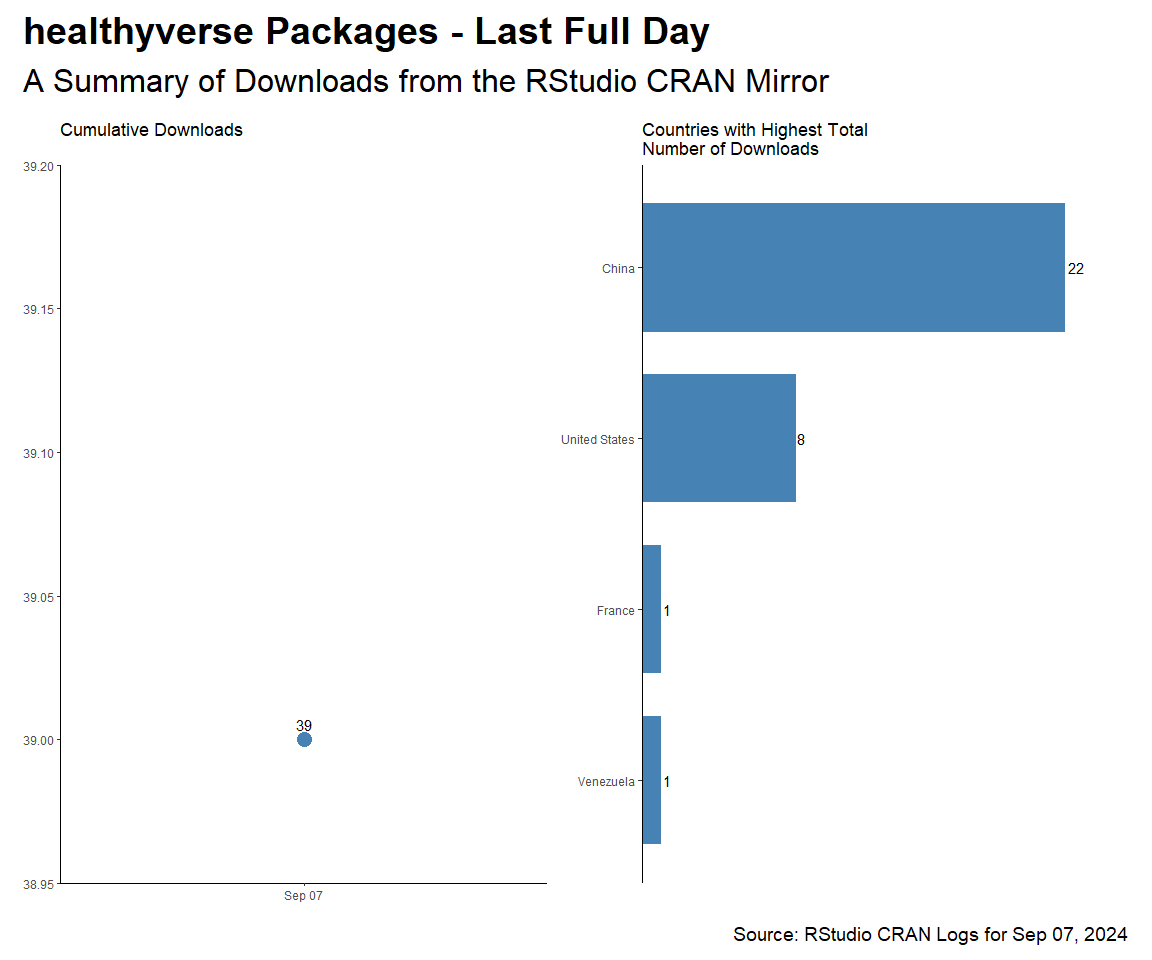 healthyverse Packages - Last Full Day
A Summary of Downloads from the RStudio CRAN Mirror
Cumulative Downloads
39.20
39.15
39.10
39.05
39.00
38.95
39
Sep 07
Countries with Highest Total
Number of Downloads
China
22
United States
8
France
1
Venezuela
1
Source: RStudio CRAN Logs for Sep 07, 2024